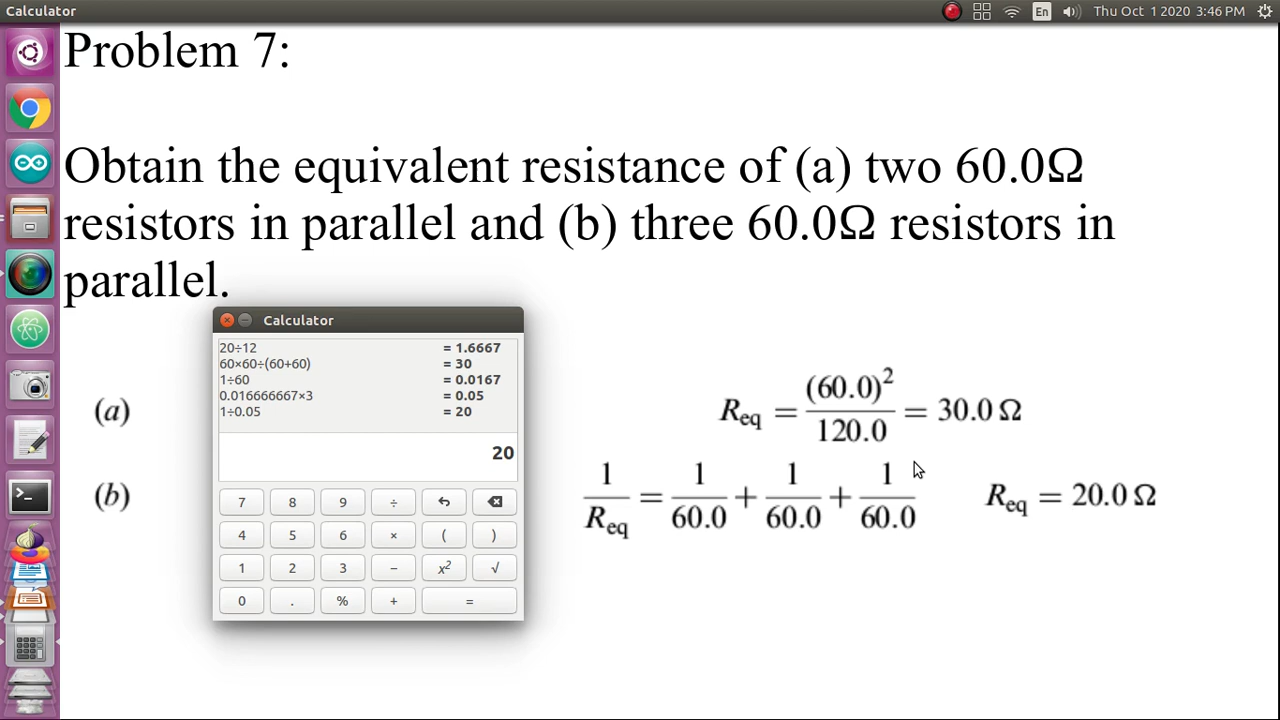 Calculator
En
Thu Oct 1 2020 3:46 PM
Problem 7:
Obtain the equivalent resistance of (a) two 60.0Ω
resistors in parallel and (b) three 60.0Ω resistors in
parallel.
Calculator
20÷12 = 1.6667
60×60÷(60+60) = 30
1÷60 = 0.0167
0.016666667×3 = 0.05
1÷0.05 = 20
20
7 8 9 ÷
4 5 6 × ( )
1 2 3 − x² √
0 . % + =
(a) Req = (60.0)² / 120.0 = 30.0 Ω
(b) 1/Req = 1/60.0 + 1/60.0 + 1/60.0 Req = 20.0 Ω